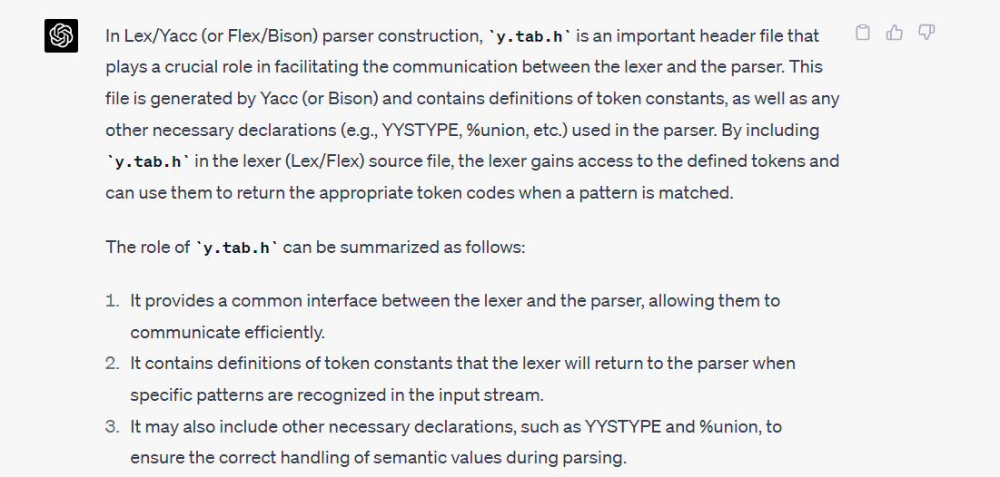 In Lex/Yacc (or Flex/Bison) parser construction, `y.tab.h` is an important header file that
plays a crucial role in facilitating the communication between the lexer and the parser. This
file is generated by Yacc (or Bison) and contains definitions of token constants, as well as any
other necessary declarations (e.g., YYSTYPE, %union, etc.) used in the parser. By including
`y.tab.h` in the lexer (Lex/Flex) source file, the lexer gains access to the defined tokens and
can use them to return the appropriate token codes when a pattern is matched.
The role of `y.tab.h` can be summarized as follows:
1. It provides a common interface between the lexer and the parser, allowing them to
communicate efficiently.
2. It contains definitions of token constants that the lexer will return to the parser when
specific patterns are recognized in the input stream.
3. It may also include other necessary declarations, such as YYSTYPE and %union, to
ensure the correct handling of semantic values during parsing.